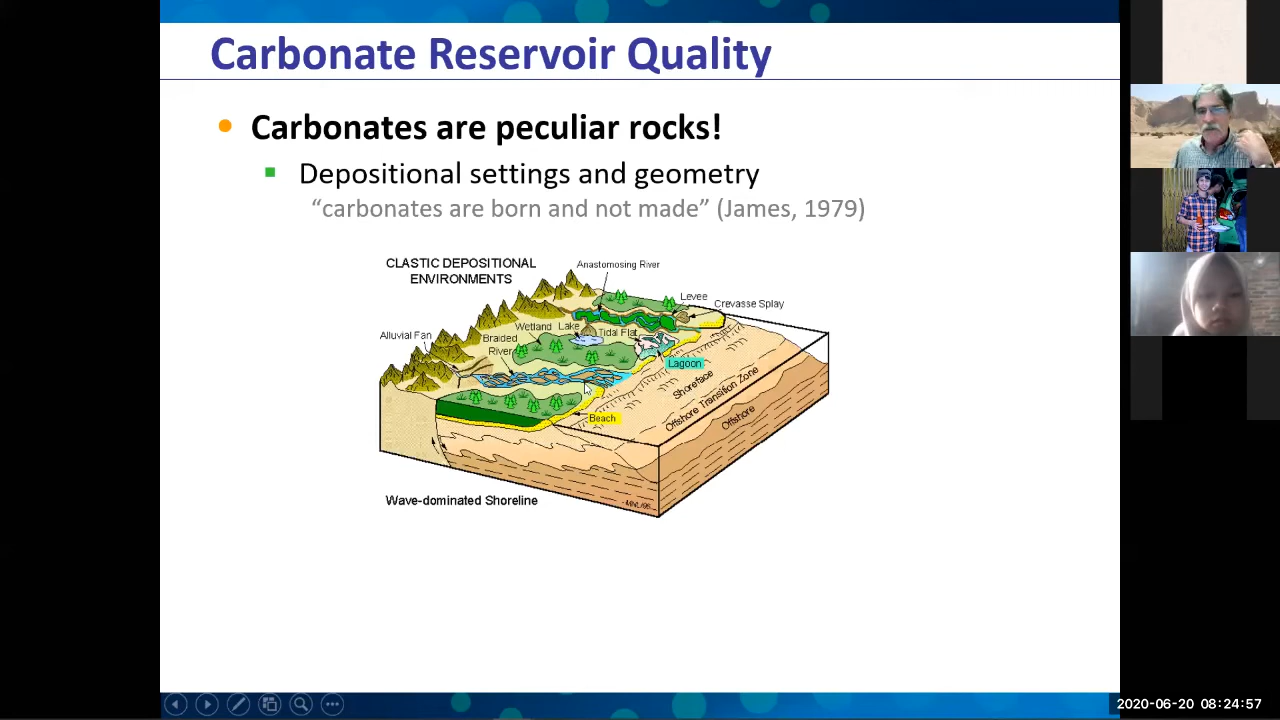 Carbonate Reservoir Quality
Carbonates are peculiar rocks!
Depositional settings and geometry
“carbonates are born and not made” (James, 1979)
CLASTIC DEPOSITIONAL
ENVIRONMENTS
Anastomosing River
Levee
Crevasse Splay
Wetland
Lake
Tidal Flat
Alluvial Fan
Braided
River
Lagoon
Shoreface
Offshore Transition Zone
Offshore
Beach
Wave-dominated Shoreline
2020-06-20 08:24:57